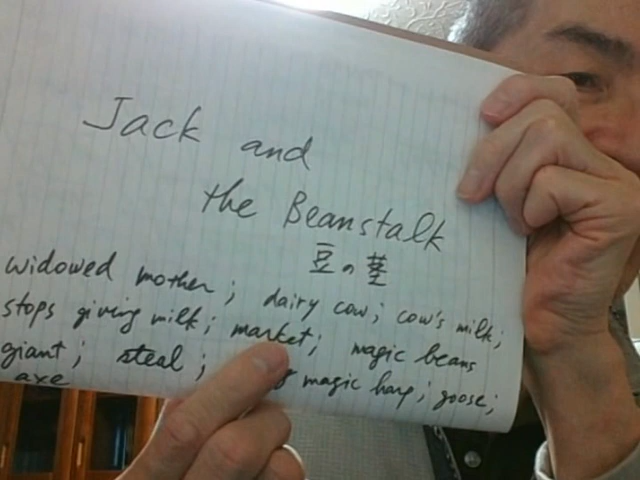 Jack and
the Beanstalk
豆の茎
widowed mother; dairy cow; cow's milk;
stops giving milk; market; magic beans
giant; steal; magic harp; goose;
axe